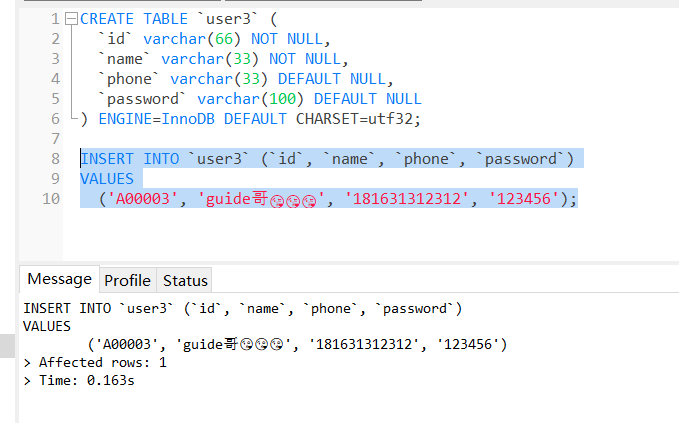 1 CREATE TABLE `user3` (
2 `id` varchar(66) NOT NULL,
3 `name` varchar(33) NOT NULL,
4 `phone` varchar(33) DEFAULT NULL,
5 `password` varchar(100) DEFAULT NULL
6 ) ENGINE=InnoDB DEFAULT CHARSET=utf32;
7
8 INSERT INTO `user3` (`id`, `name`, `phone`, `password`)
9 VALUES
10 ('A00003', 'guide哥😘😘😘', '181631312312', '123456');
Message Profile Status
INSERT INTO `user3` (`id`, `name`, `phone`, `password`)
VALUES
('A00003', 'guide哥😘😘😘', '181631312312', '123456')
> Affected rows: 1
> Time: 0.163s